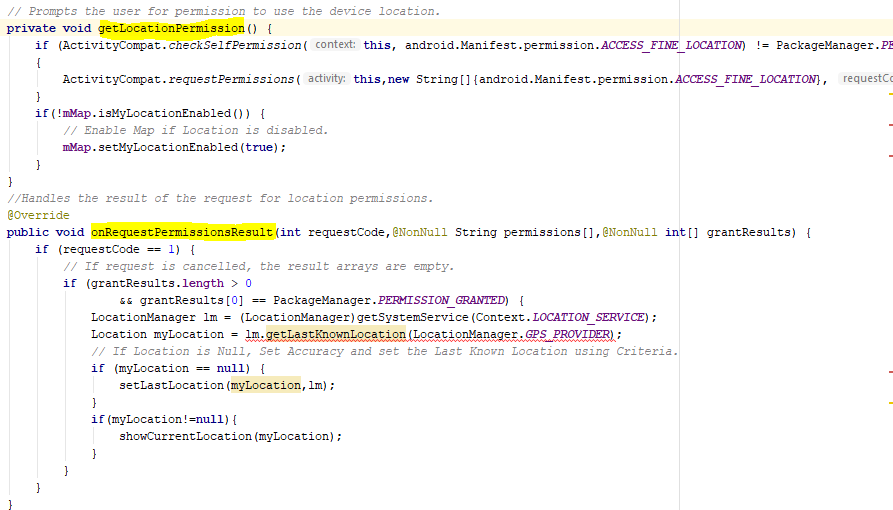 // Prompts the user for permission to use the device location.
private void getLocationPermission() {
if (ActivityCompat.checkSelfPermission( context: this, android.Manifest.permission.ACCESS_FINE_LOCATION) != PackageManager.PE
{
ActivityCompat.requestPermissions( activity: this,new String[]{android.Manifest.permission.ACCESS_FINE_LOCATION}, requestCo
}
if(!mMap.isMyLocationEnabled()) {
// Enable Map if Location is disabled.
mMap.setMyLocationEnabled(true);
}
}
//Handles the result of the request for location permissions.
@Override
public void onRequestPermissionsResult(int requestCode,@NonNull String permissions[],@NonNull int[] grantResults) {
if (requestCode == 1) {
// If request is cancelled, the result arrays are empty.
if (grantResults.length > 0
&& grantResults[0] == PackageManager.PERMISSION_GRANTED) {
LocationManager lm = (LocationManager)getSystemService(Context.LOCATION_SERVICE);
Location myLocation = lm.getLastKnownLocation(LocationManager.GPS_PROVIDER);
// If Location is Null, Set Accuracy and set the Last Known Location using Criteria.
if (myLocation == null) {
setLastLocation(myLocation,lm);
}
if(myLocation!=null){
showCurrentLocation(myLocation);
}
}
}
}